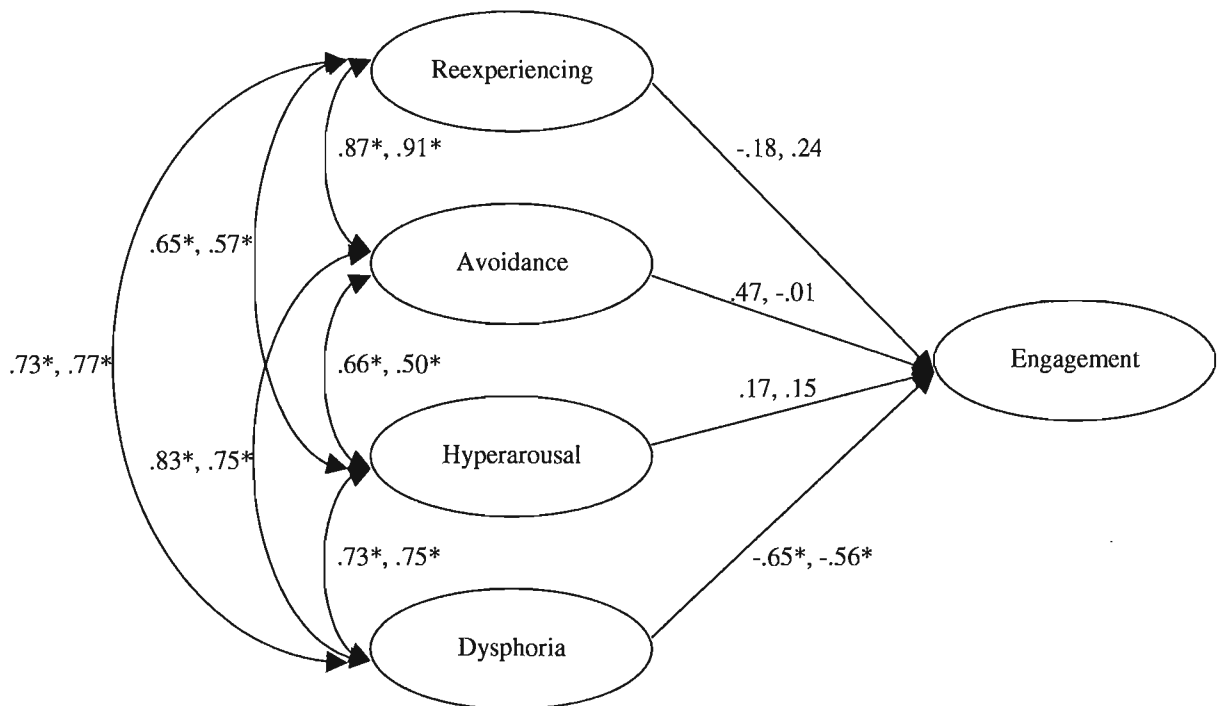 Reexperiencing
.87*, .91*
-.18, .24
.65*, .57*
Avoidance
.47, -.01
.73*, .77*
.66*, .50*
Engagement
.17, .15
.83*, .75*
Hyperarousal
.73*, .75*
-.65*, -.56*
Dysphoria